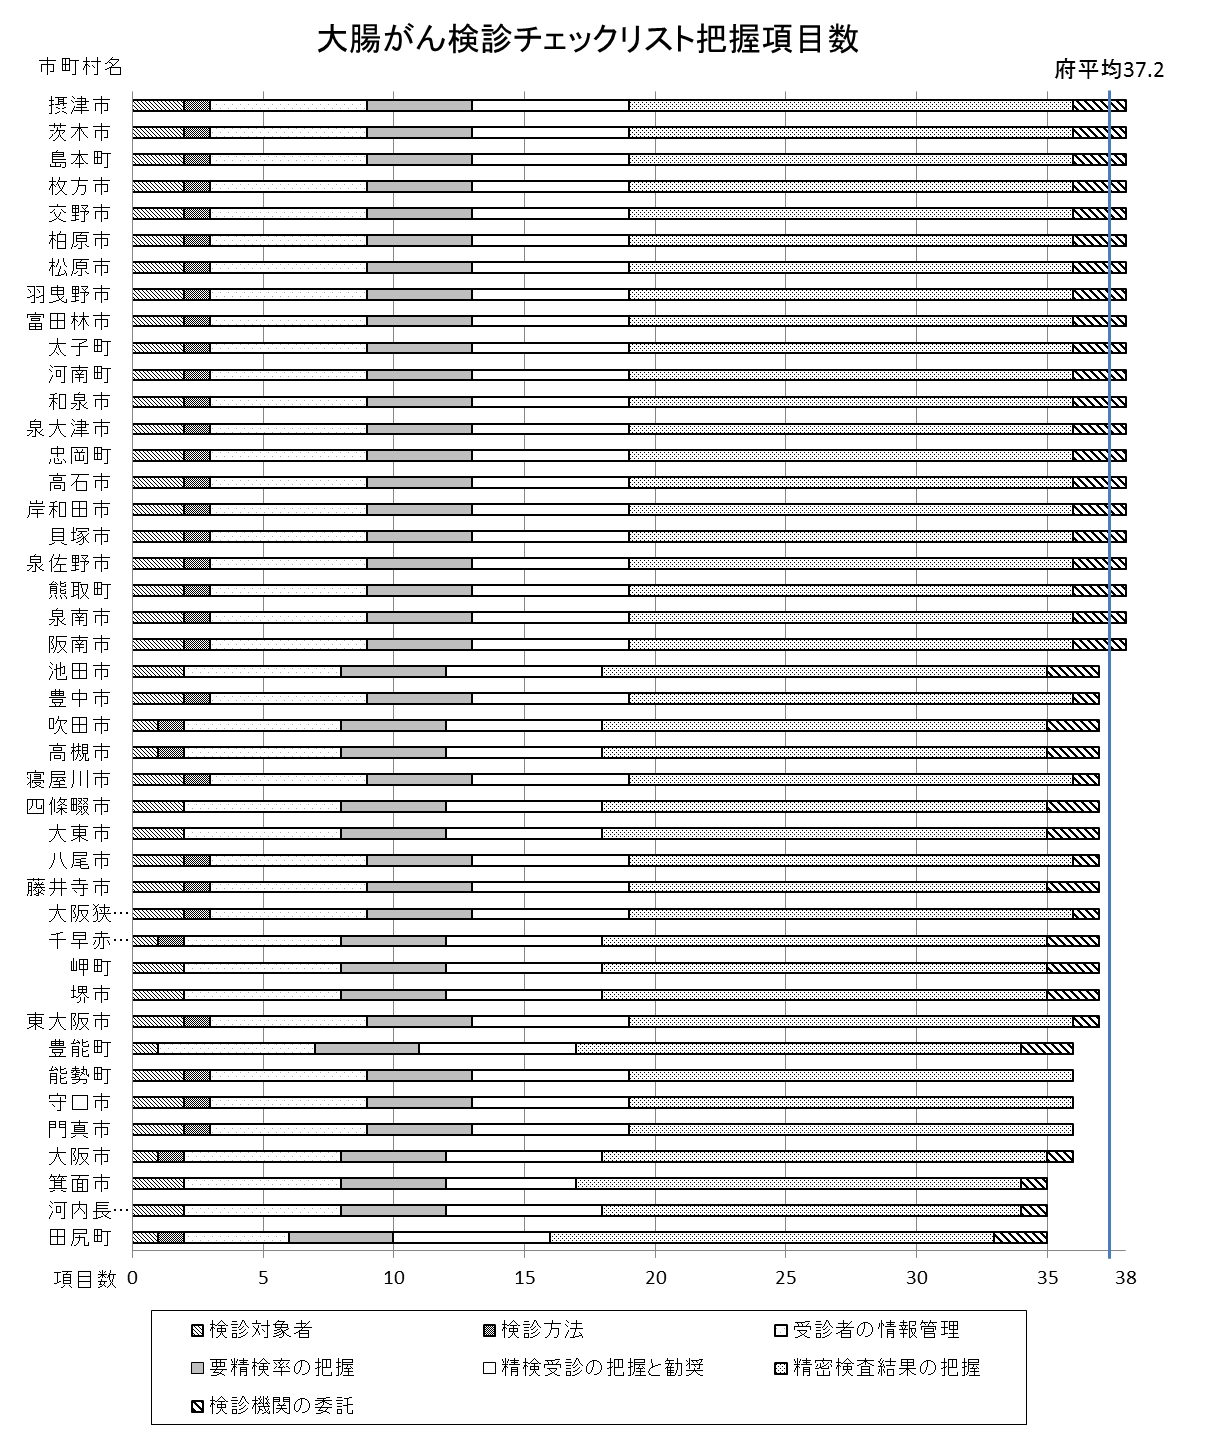 大腸がん検診チェックリスト把握項目数
市町村名
府平均37.2
摂津市
茨木市
島本町
枚方市
交野市
柏原市
松原市
羽曳野市
富田林市
太子町
河南町
和泉市
泉大津市
忠岡町
高石市
岸和田市
貝塚市
泉佐野市
熊取町
泉南市
阪南市
池田市
豊中市
吹田市
高槻市
寝屋川市
四條畷市
大東市
八尾市
藤井寺市
大阪狭…
千早赤…
岬町
堺市
東大阪市
豊能町
能勢町
守口市
門真市
大阪市
箕面市
河内長…
田尻町
項目数 0 5 10 15 20 25 30 35 38
検診対象者 検診方法 受診者の情報管理
要精検率の把握 精検受診の把握と勧奨 精密検査結果の把握
検診機関の委託